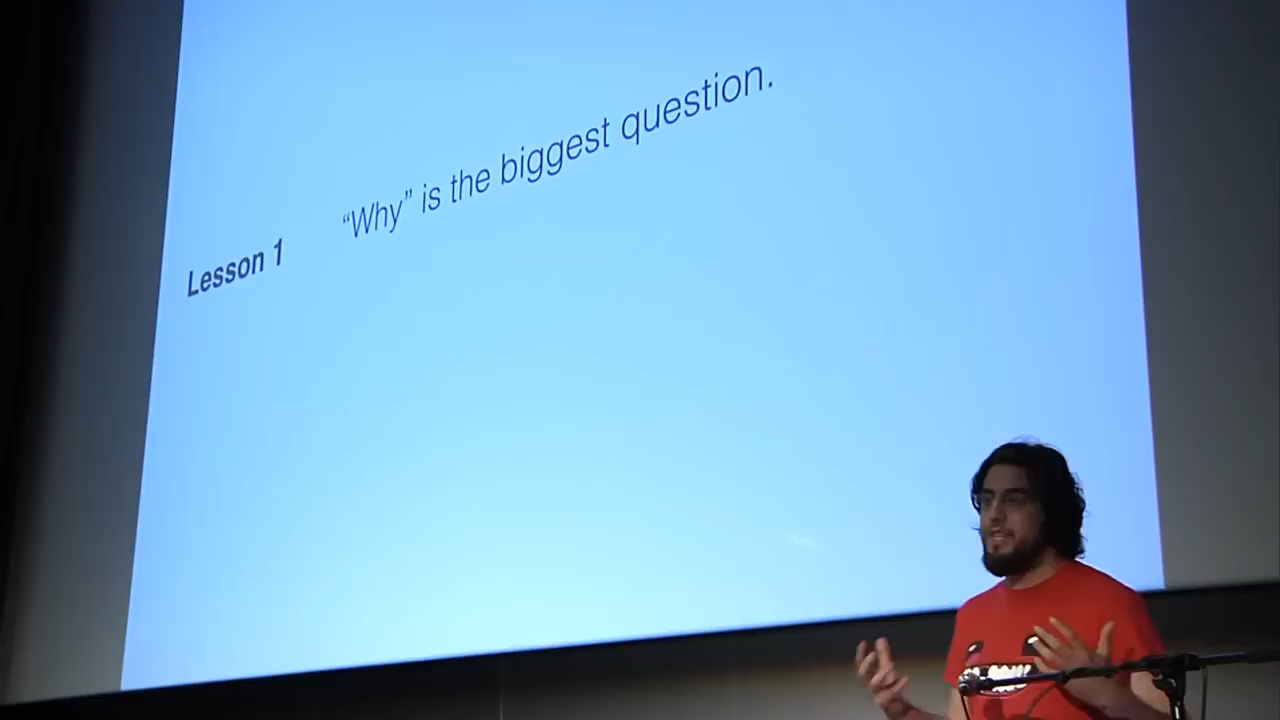 Lesson 1 “Why” is the biggest question.